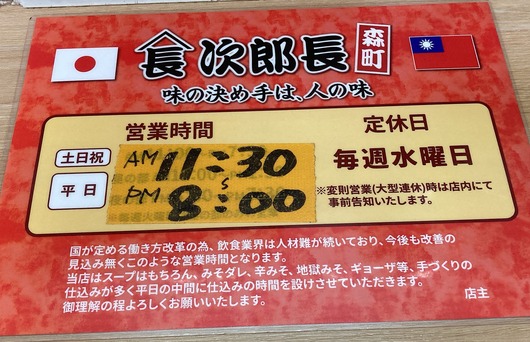 長 次郎長 森町
味の決め手は、人の味
営業時間
土日祝
平日
AM 11:30
~
PM 8:00
定休日
毎週水曜日
※変則営業(大型連休)時は店内にて
事前告知いたします。
国が定める働き方改革の為、飲食業界は人材難が続いており、今後も改善の
見込み無くこのような営業時間となります。
当店はスープはもちろん、みそダレ、辛みそ、地獄みそ、ギョーザ等、手づくりの
仕込みが多く平日の中間に仕込みの時間を設けさせていただきます。
御理解の程よろしくお願いいたします。
店主